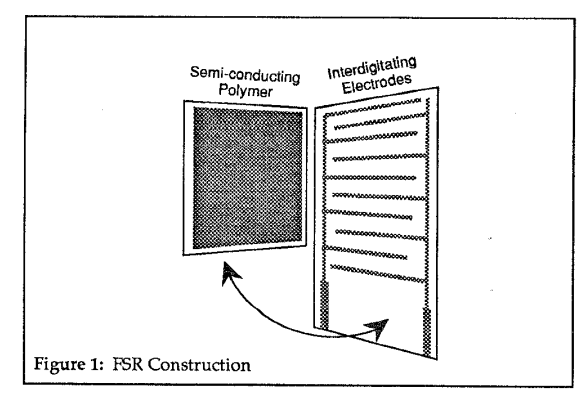 Semi-conducting
Polymer
Interdigitating
Electrodes
Figure 1: FSR Construction